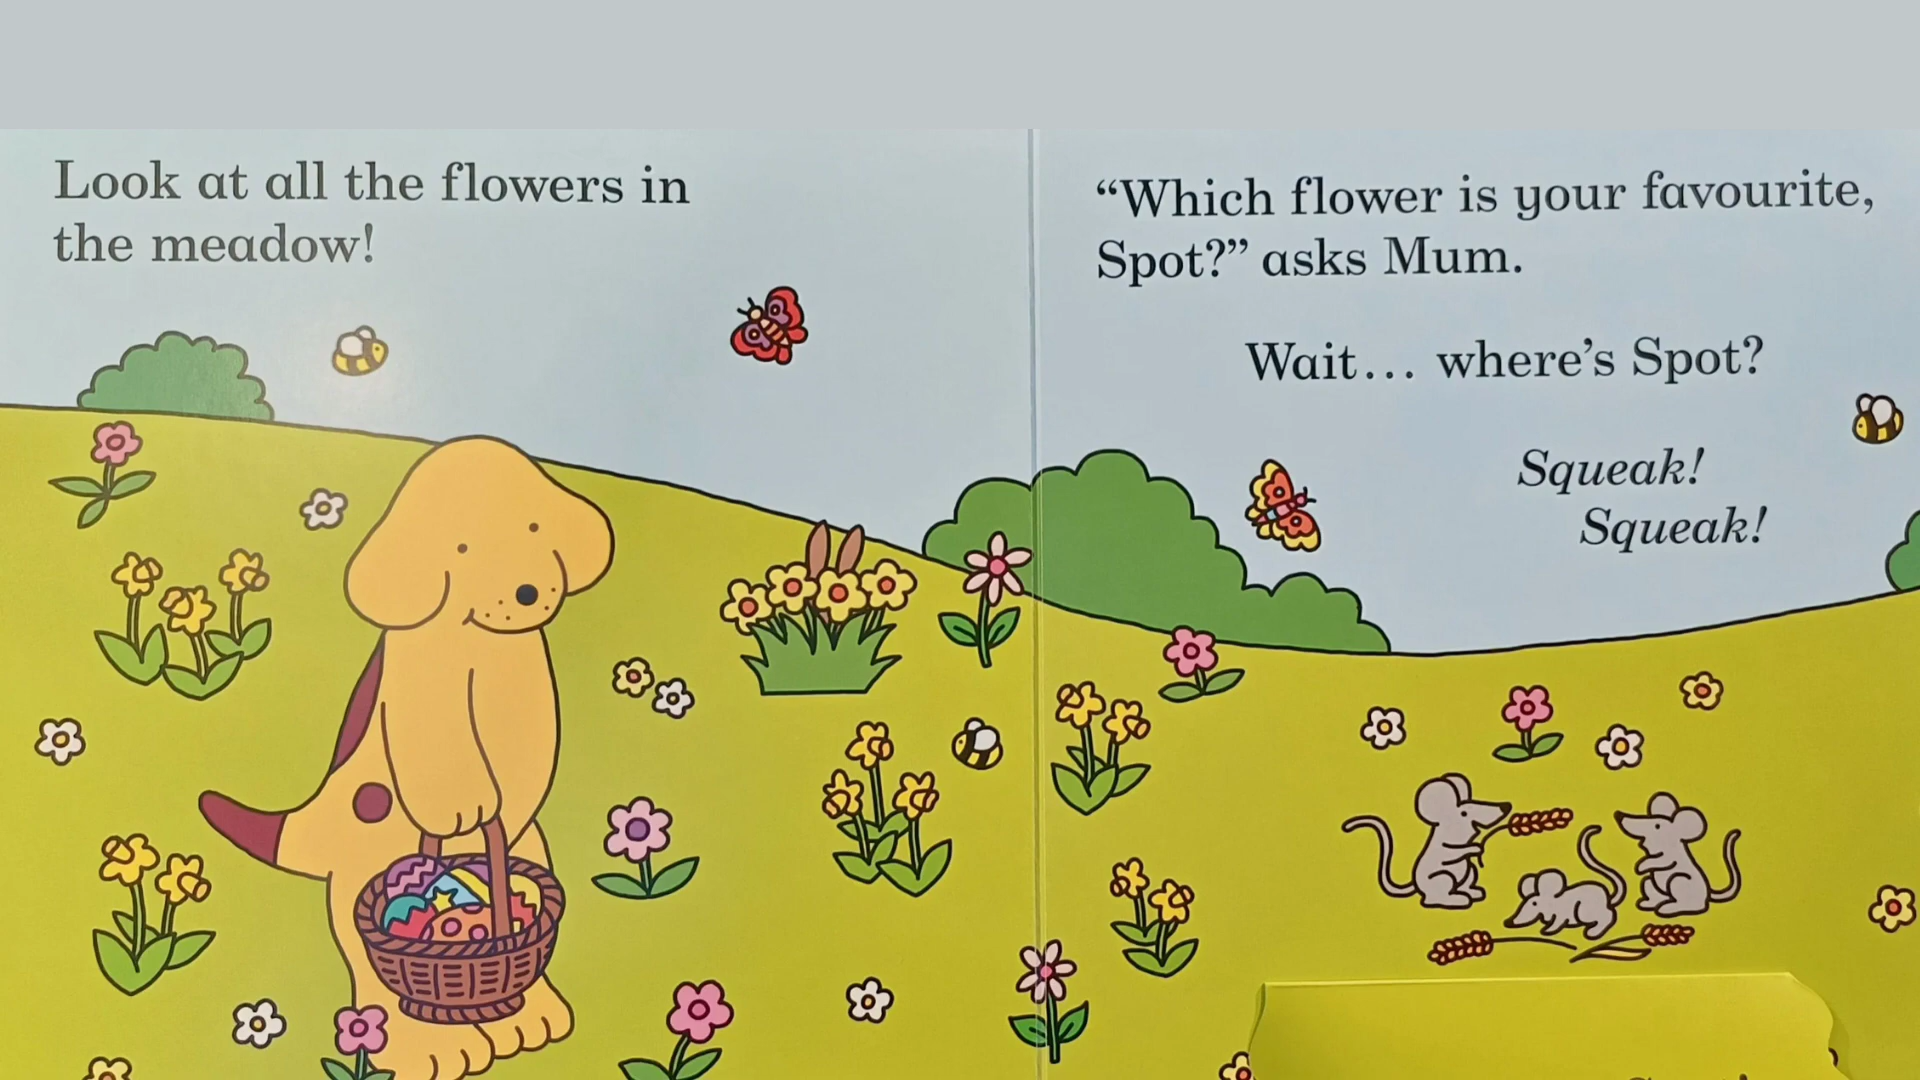 Look at all the flowers in
the meadow!
“Which flower is your favourite,
Spot?” asks Mum.
Wait... where’s Spot?
Squeak!
Squeak!